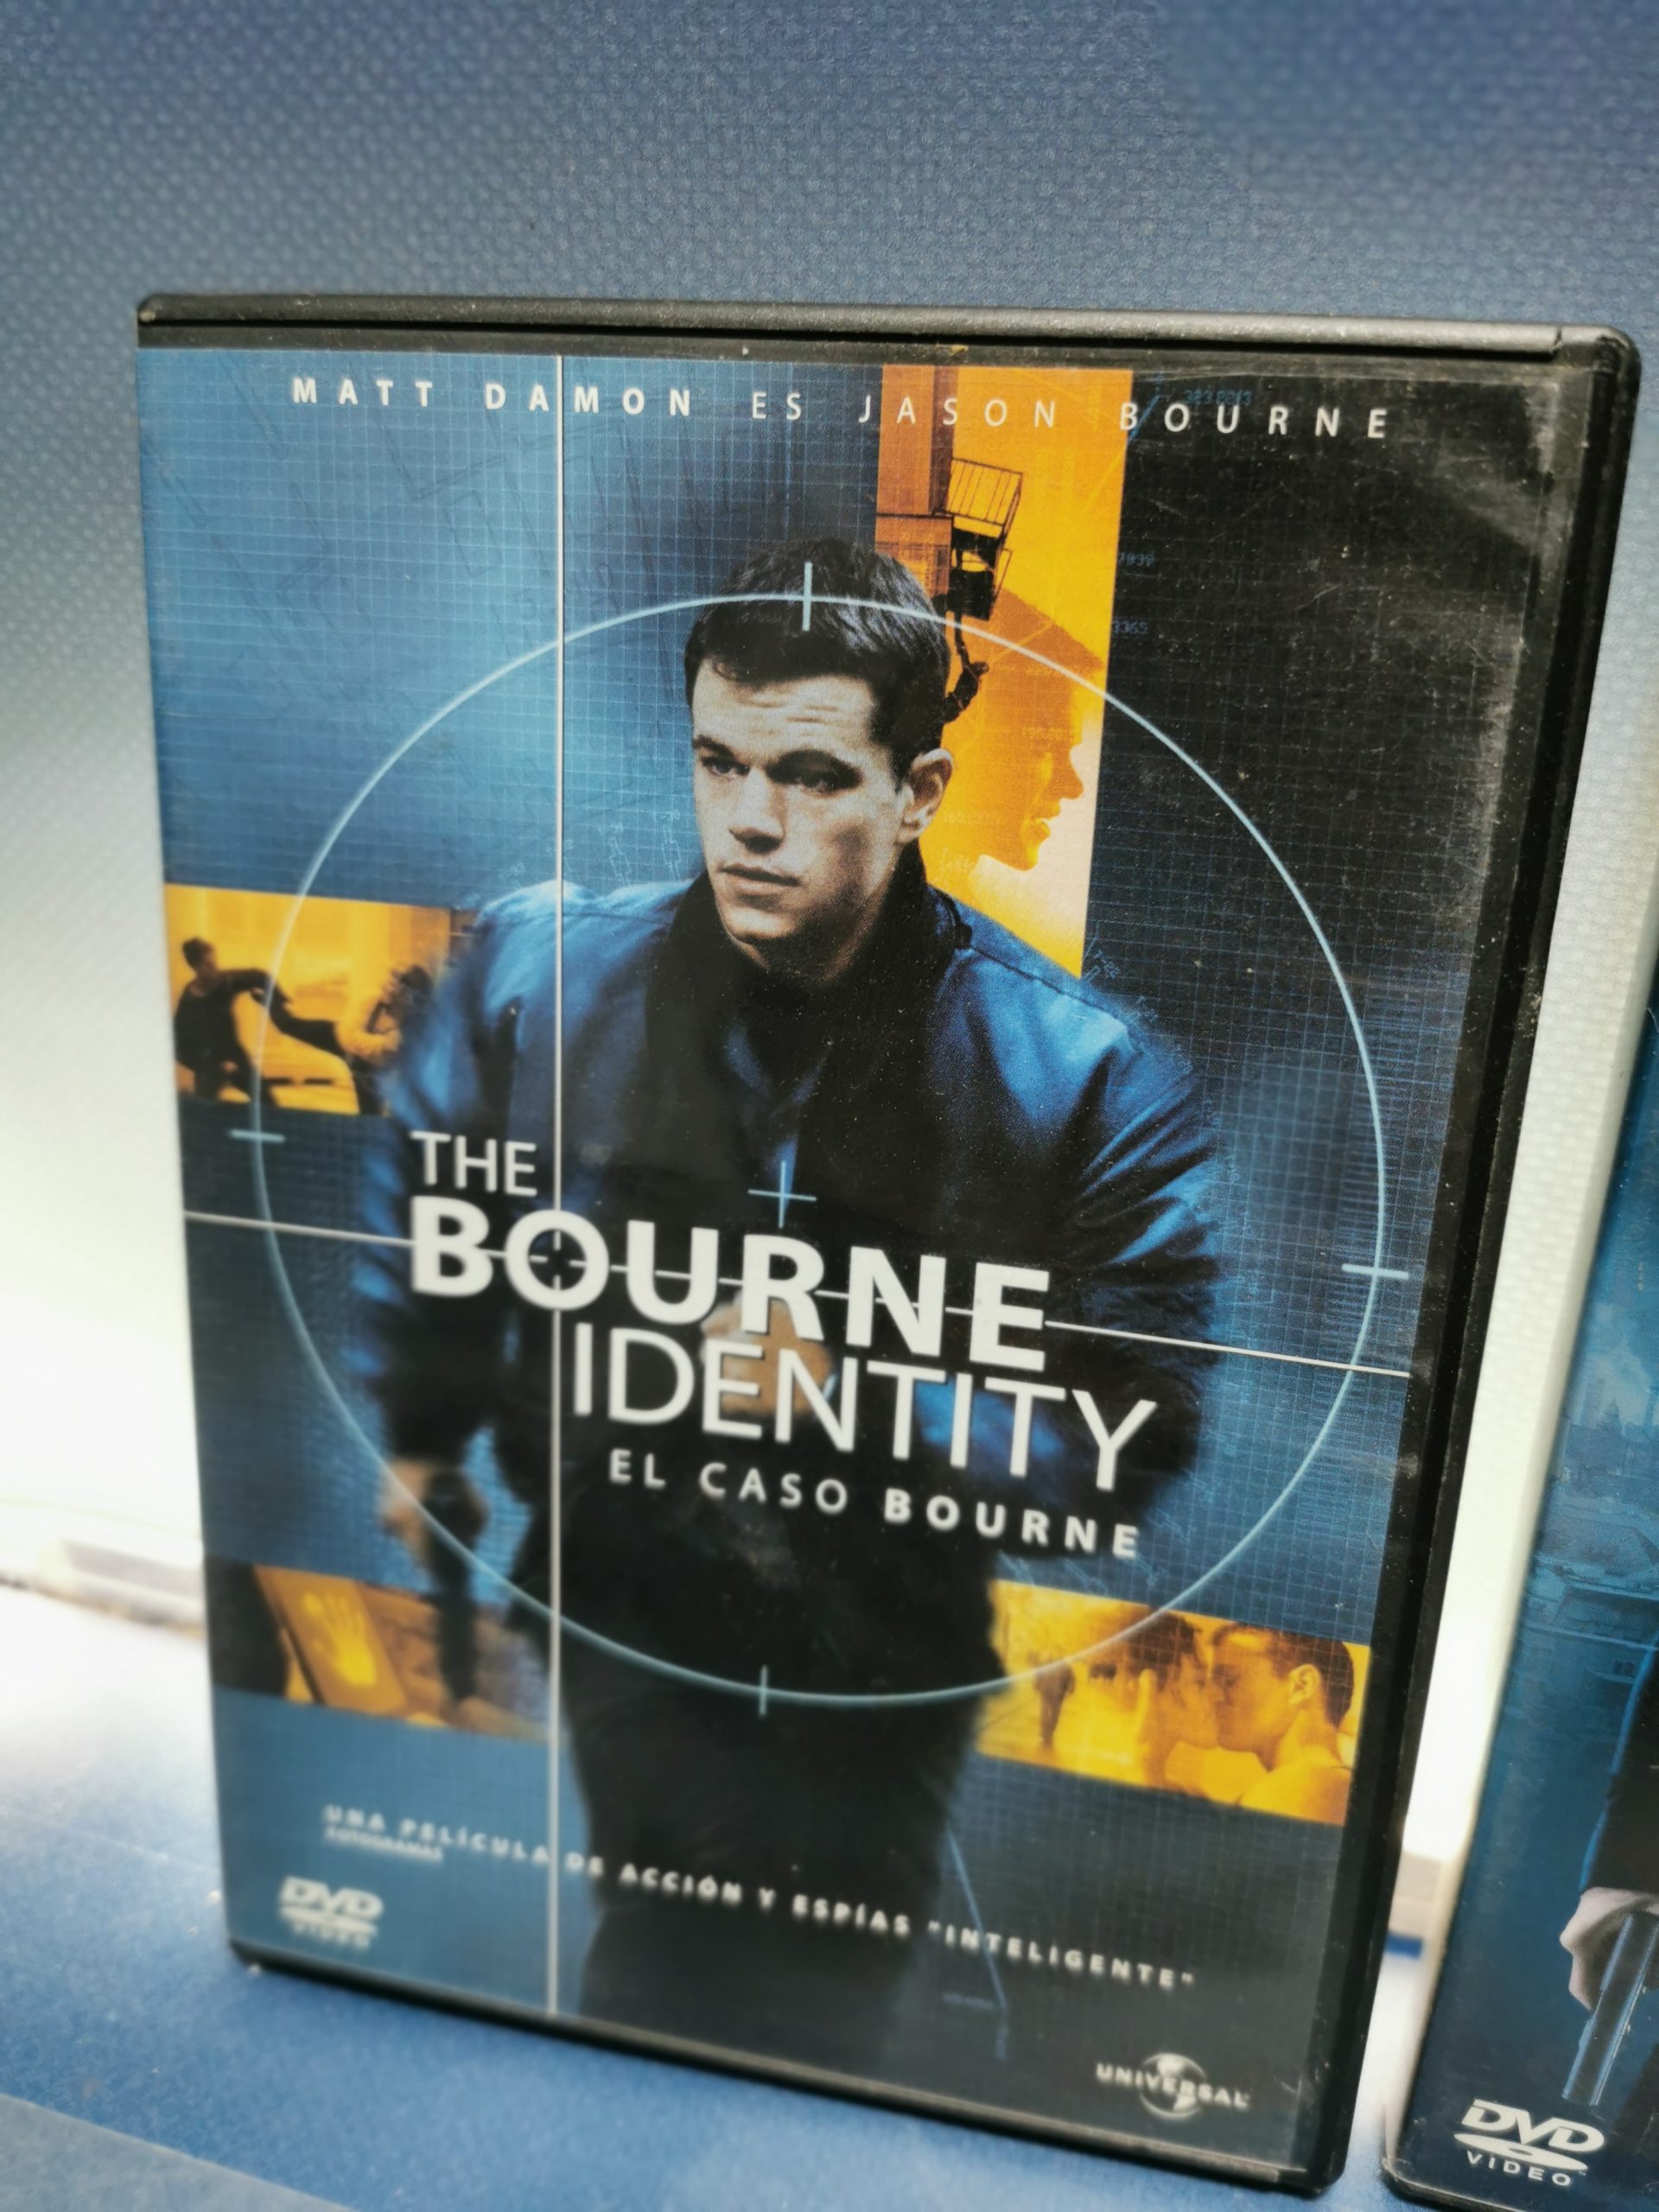 MATT DAMON ES JASON BOURNE
THE
BOURNE
IDENTITY
EL CASO BOURNE
UNA PELÍCULA DE ACCIÓN Y ESPÍAS "INTELIGENTE"
FOTOGRAMAS
DVD
VIDEO
UNIVERSAL
DVD
VIDEO